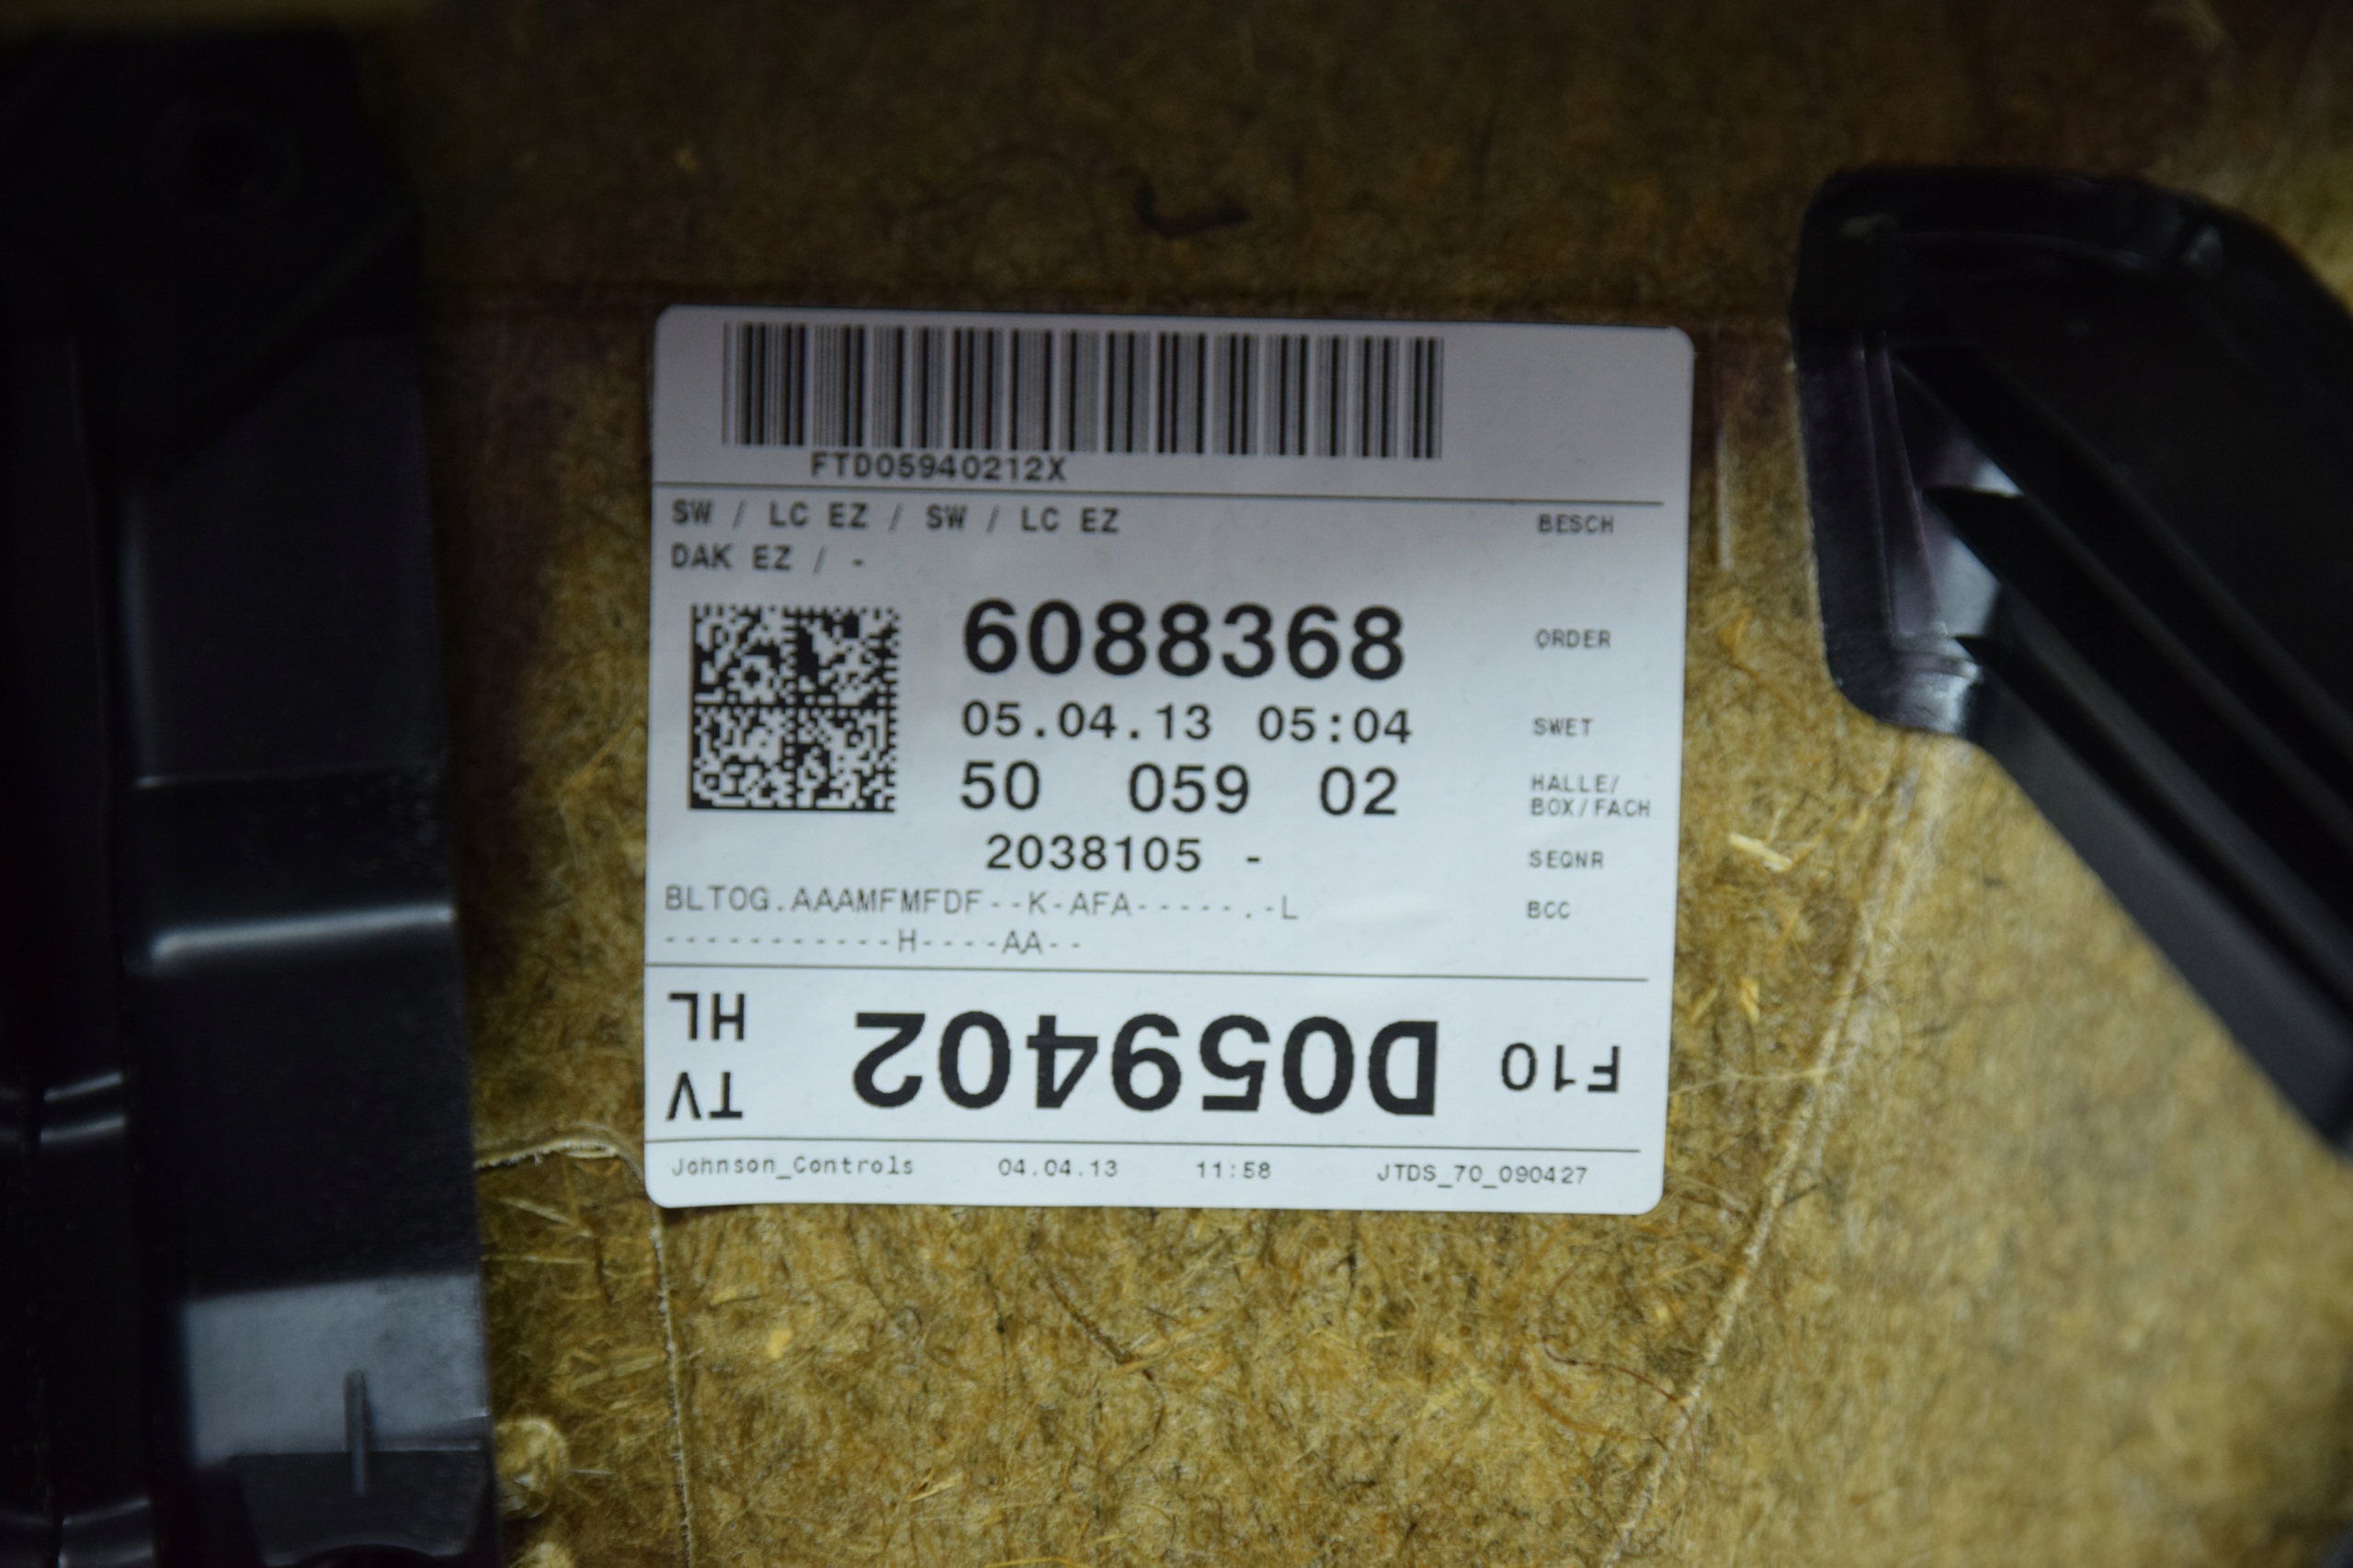 FTD05940212X
SW / LC EZ / SW / LC EZ BESCH
DAK EZ / -
6088368 ORDER
05.04.13 05:04 SWET
50 059 02 HALLE/
BOX/FACH
2038105 - SEQNR
BLTOG.AAAMFMFDF--K-AFA-----.-L BCC
-----------H----AA--
F10 D059402 TV
HL
Johnson_Controls 04.04.13 11:58 JTDS_70_090427